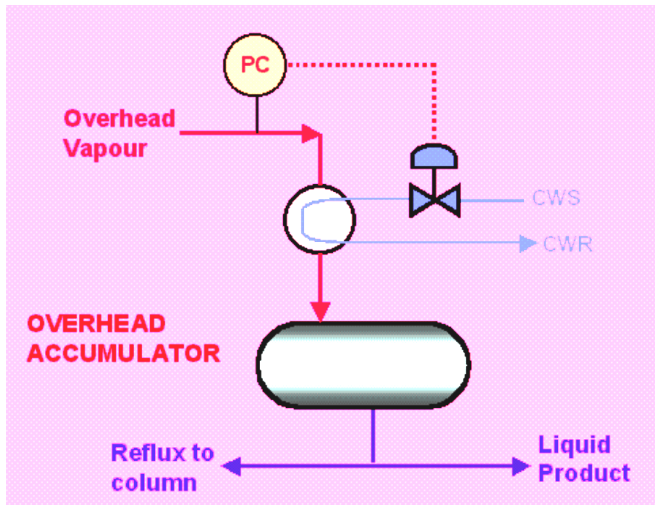 PC
Overhead
Vapour
CWS
CWR
OVERHEAD
ACCUMULATOR
Reflux to
column
Liquid
Product